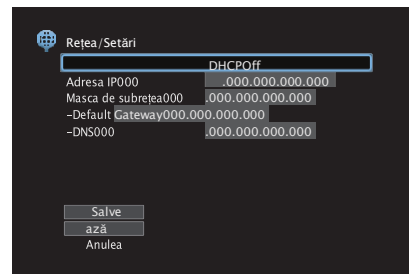 Rețea/Setări
DHCPOff
Adresa IP000 .000.000.000.000
Masca de subrețea000 .000.000.000.000
-Default Gateway000.000.000.000.000
-DNS000 .000.000.000.000
Salve
ază
Anulea